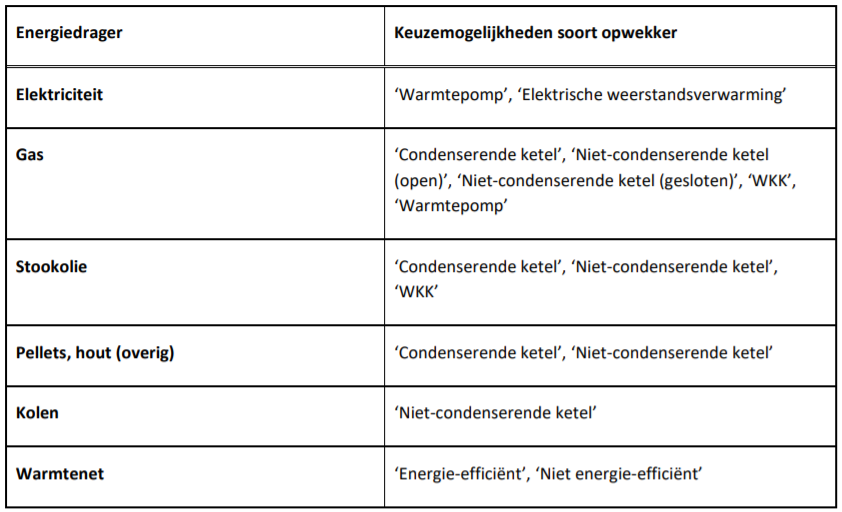 Energiedrager
Keuzemogelijkheden soort opwekker
Elektriciteit
‘Warmtepomp’, ‘Elektrische weerstandsverwarming’
Gas
‘Condenserende ketel’, ‘Niet-condenserende ketel
(open)’, ‘Niet-condenserende ketel (gesloten)’, ‘WKK’,
‘Warmtepomp’
Stookolie
‘Condenserende ketel’, ‘Niet-condenserende ketel’,
‘WKK’
Pellets, hout (overig)
‘Condenserende ketel’, ‘Niet-condenserende ketel’
Kolen
‘Niet-condenserende ketel’
Warmtenet
‘Energie-efficiënt’, ‘Niet energie-efficiënt’